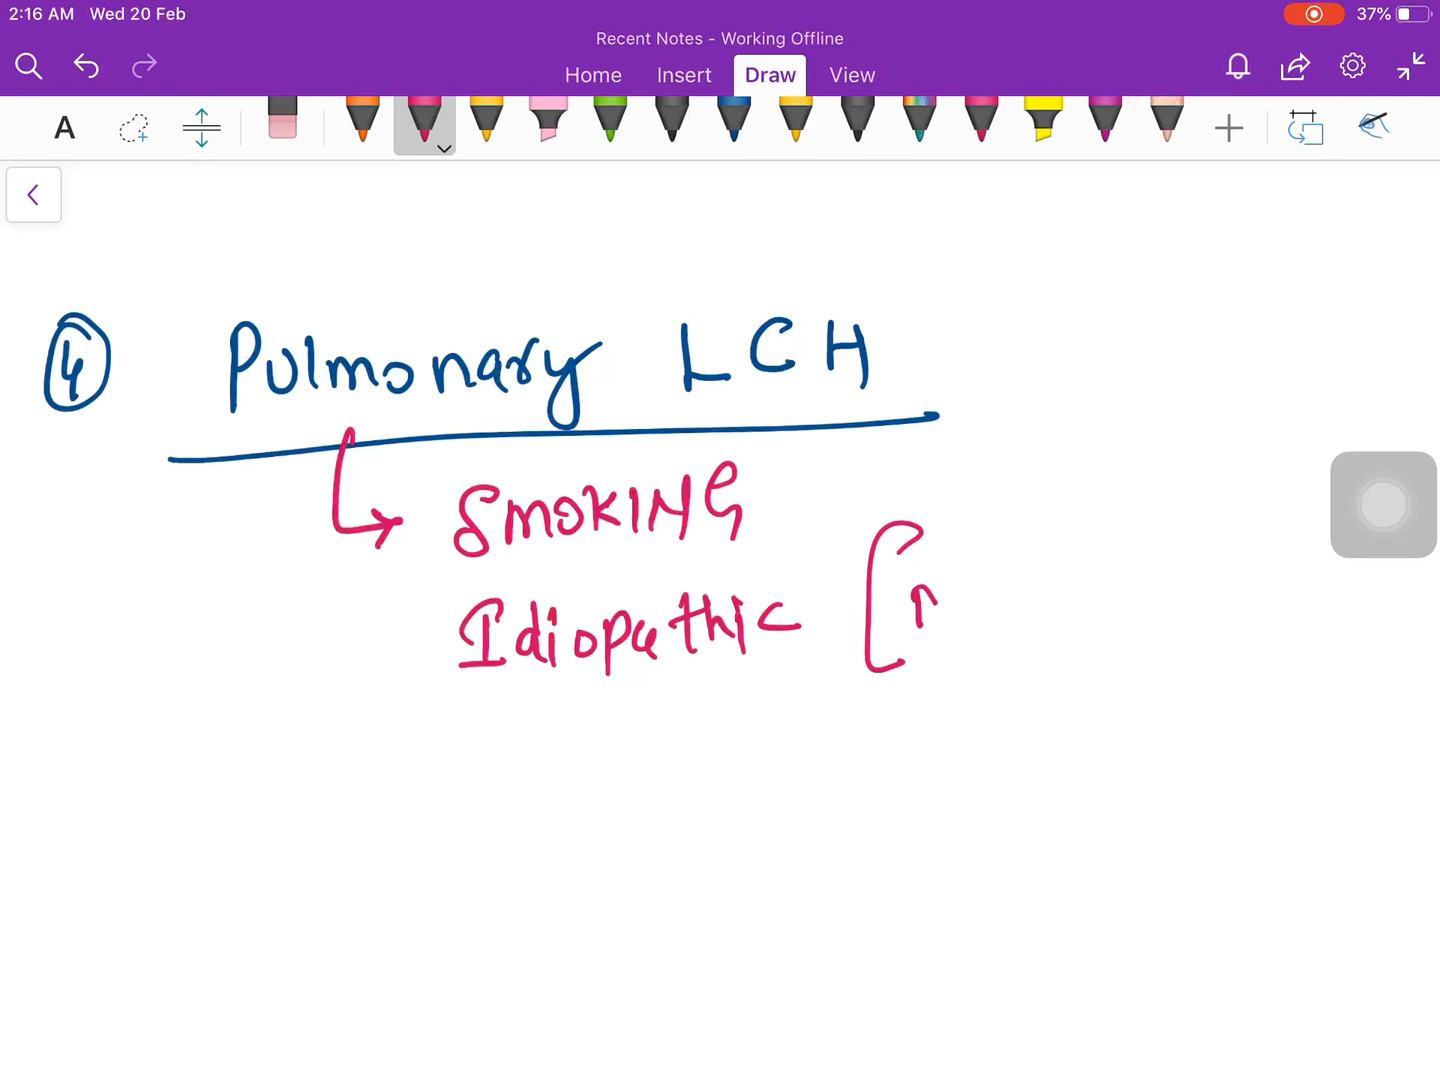 2:16 AM Wed 20 Feb
37%
Recent Notes - Working Offline
Home Insert Draw View
A
4 Pulmonary LCH
SMOKING
Idiopathic